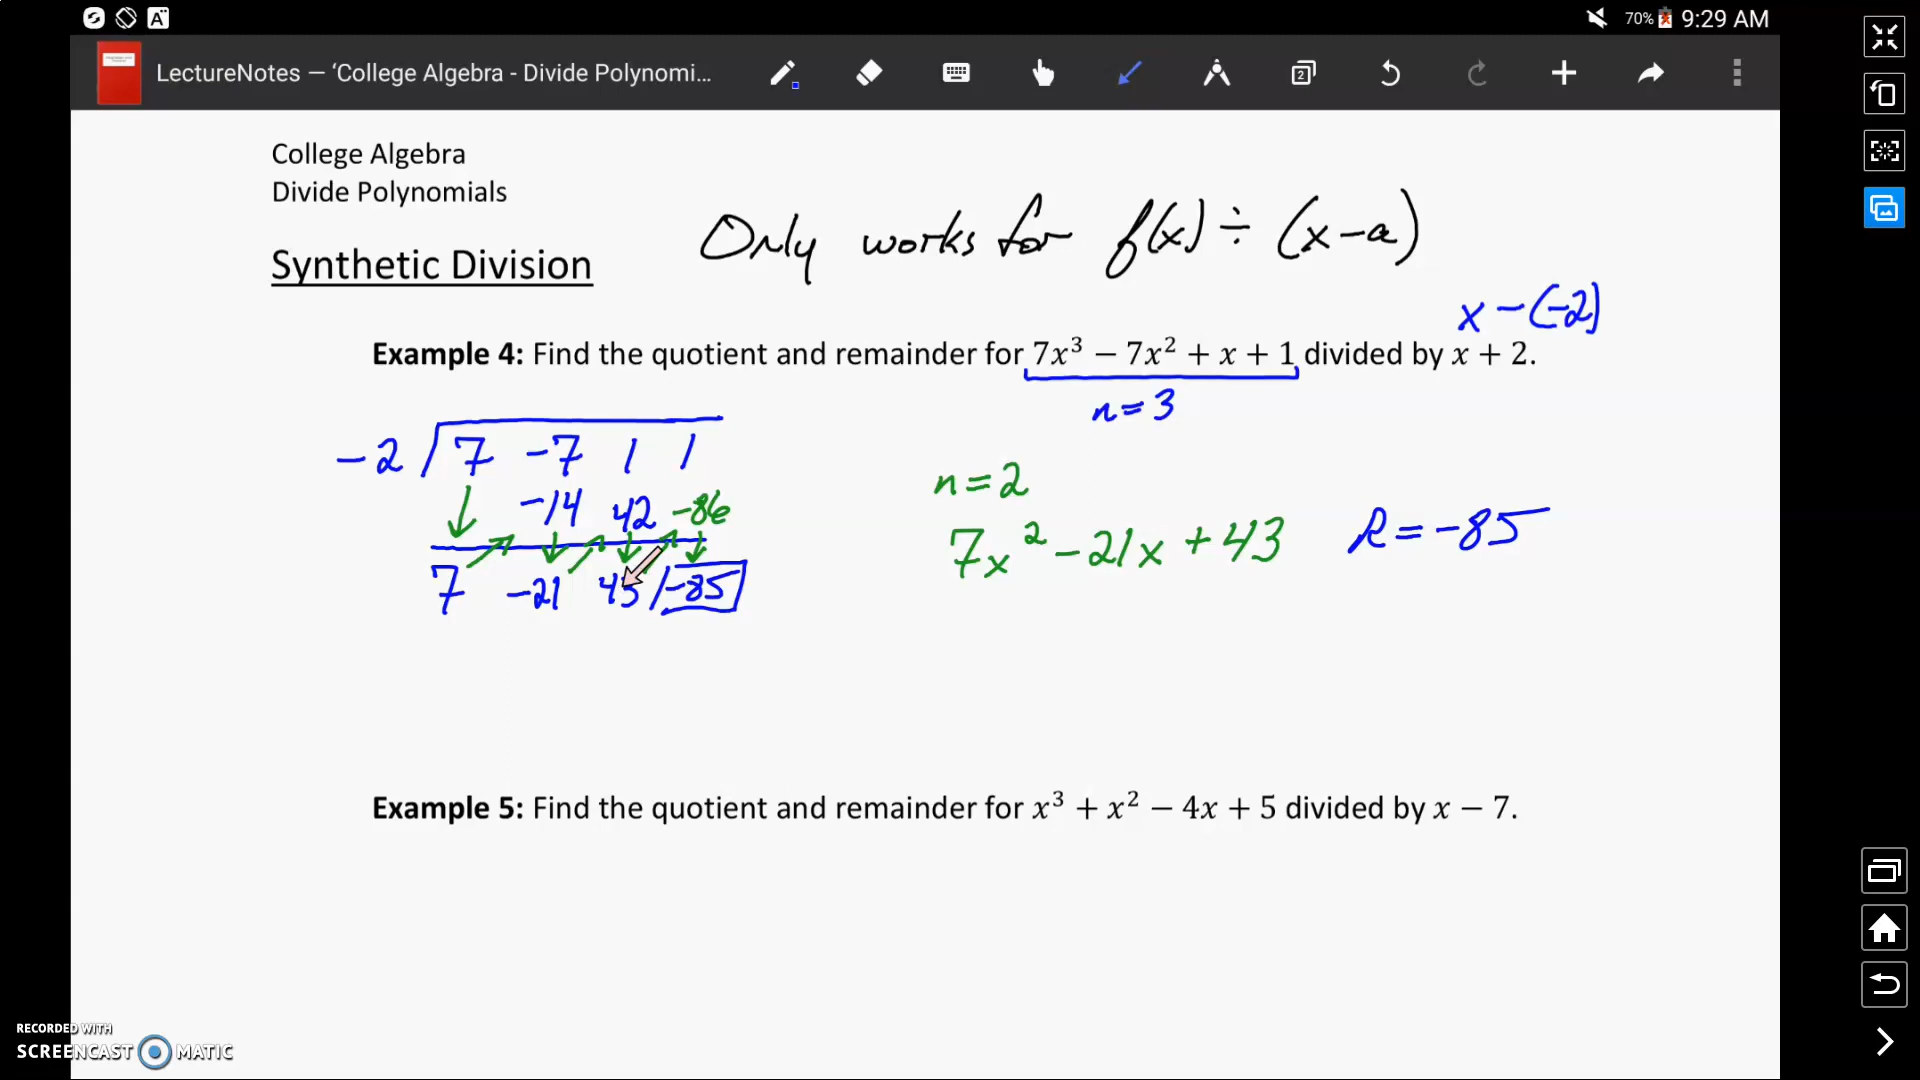 70% 9:29 AM
LectureNotes — ‘College Algebra - Divide Polynomi...
College Algebra
Divide Polynomials
Only works for f(x) ÷ (x-a)
Synthetic Division
x - (-2)
Example 4: Find the quotient and remainder for 7x³ − 7x² + x + 1 divided by x + 2.
n = 3
-2 7 -7 1 1
-14 42 -86
7 -21 43 -85
n = 2
7x² - 21x + 43 R = -85
Example 5: Find the quotient and remainder for x³ + x² − 4x + 5 divided by x − 7.
RECORDED WITH
SCREENCAST MATIC